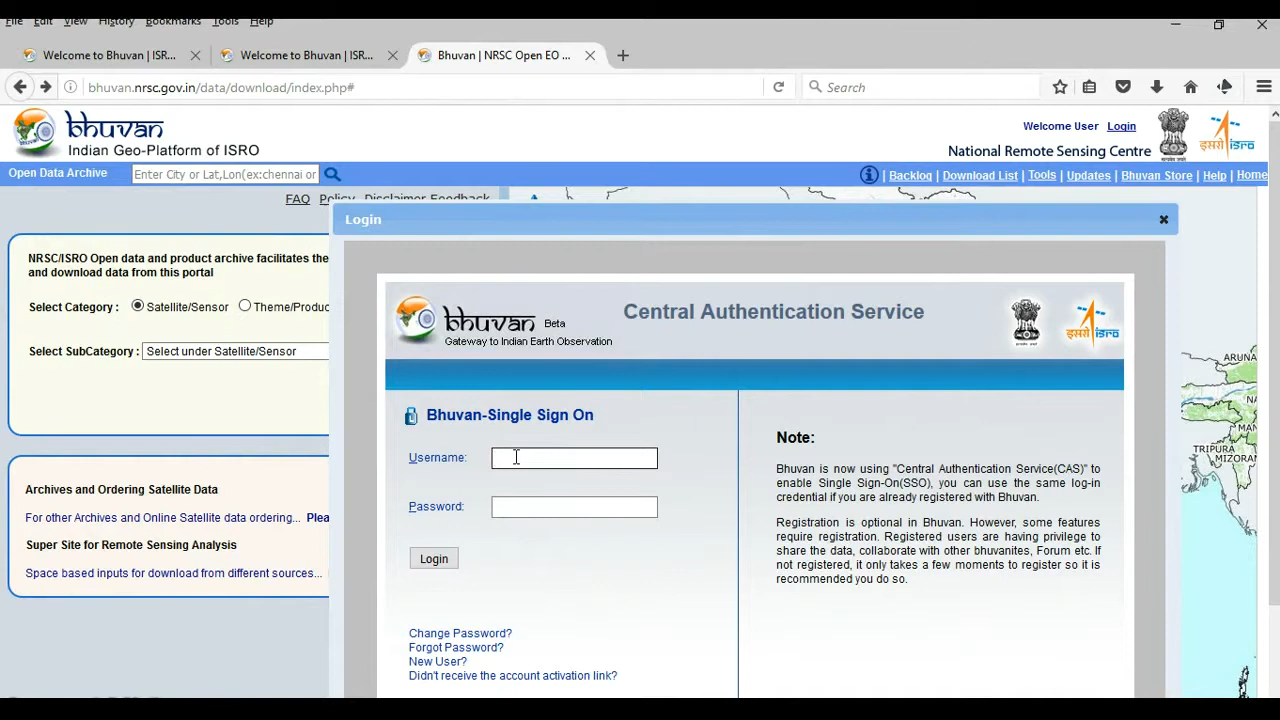 File Edit View History Bookmarks Tools Help
Welcome to Bhuvan | ISR... Welcome to Bhuvan | ISR... Bhuvan | NRSC Open EO ...
bhuvan.nrsc.gov.in/data/download/index.php# Search
bhuvan
Indian Geo-Platform of ISRO
Welcome User Login
National Remote Sensing Centre
इसरो isro
Open Data Archive Enter City or Lat,Lon(ex:chennai or | Backlog | Download List | Tools | Updates | Bhuvan Store | Help | Home
FAQ Policy Disclaimer Feedback
Login
NRSC/ISRO Open data and product archive facilitates the
and download data from this portal
Select Category : Satellite/Sensor Theme/Produc
Select SubCategory : Select under Satellite/Sensor
Archives and Ordering Satellite Data
For other Archives and Online Satellite data ordering... Plea
Super Site for Remote Sensing Analysis
Space based inputs for download from different sources...
bhuvan Beta
Gateway to Indian Earth Observation
Central Authentication Service
इसरो isro
Bhuvan-Single Sign On
Username:
Password:
Login
Change Password?
Forgot Password?
New User?
Didn't receive the account activation link?
Note:
Bhuvan is now using "Central Authentication Service(CAS)" to
enable Single Sign-On(SSO), you can use the same log-in
credential if you are already registered with Bhuvan.
Registration is optional in Bhuvan. However, some features
require registration. Registered users are having privilege to
share the data, collaborate with other bhuvanites, Forum etc. If
not registered, it only takes a few moments to register so it is
recommended you do so.
ARUNA
NA
TRIPURA
MIZORAM